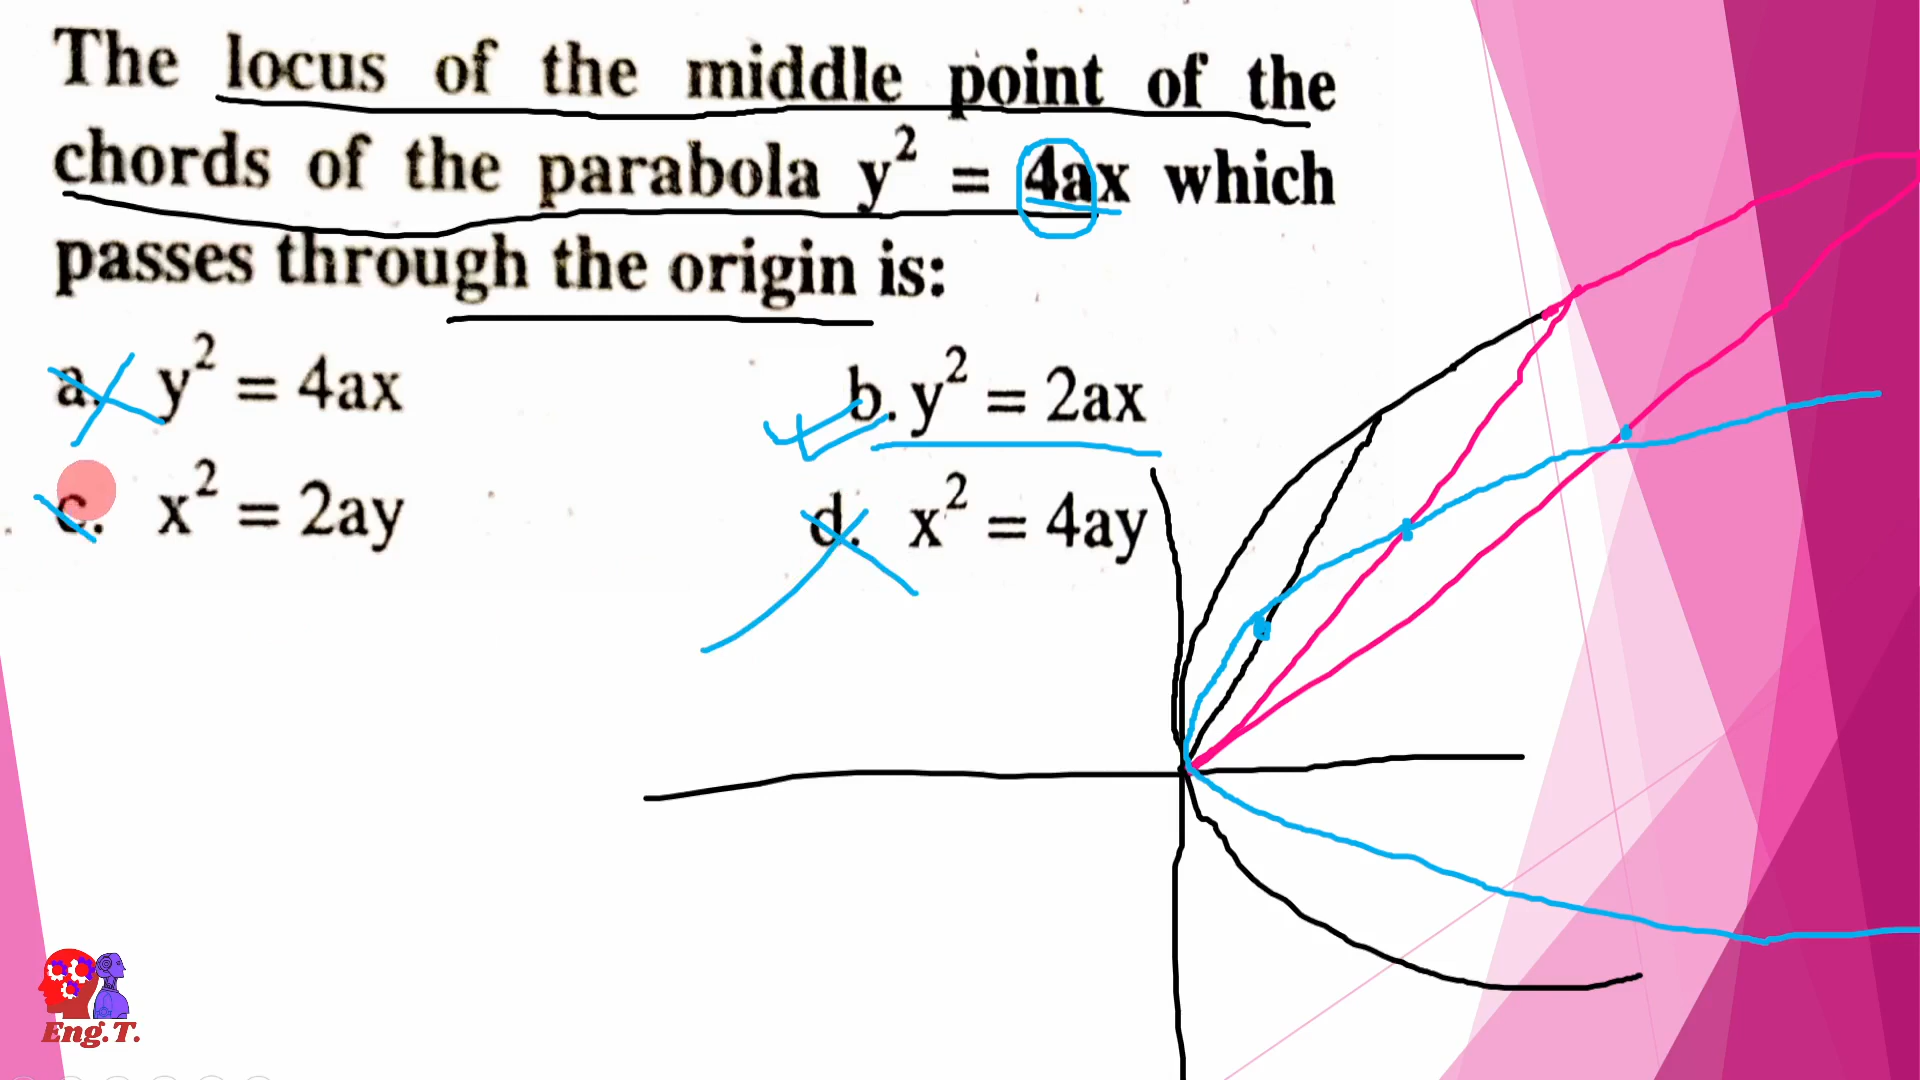 The locus of the middle point of the
chords of the parabola y² = 4ax which
passes through the origin is:
a. y² = 4ax
b. y² = 2ax
c. x² = 2ay
d. x² = 4ay
Eng.T.